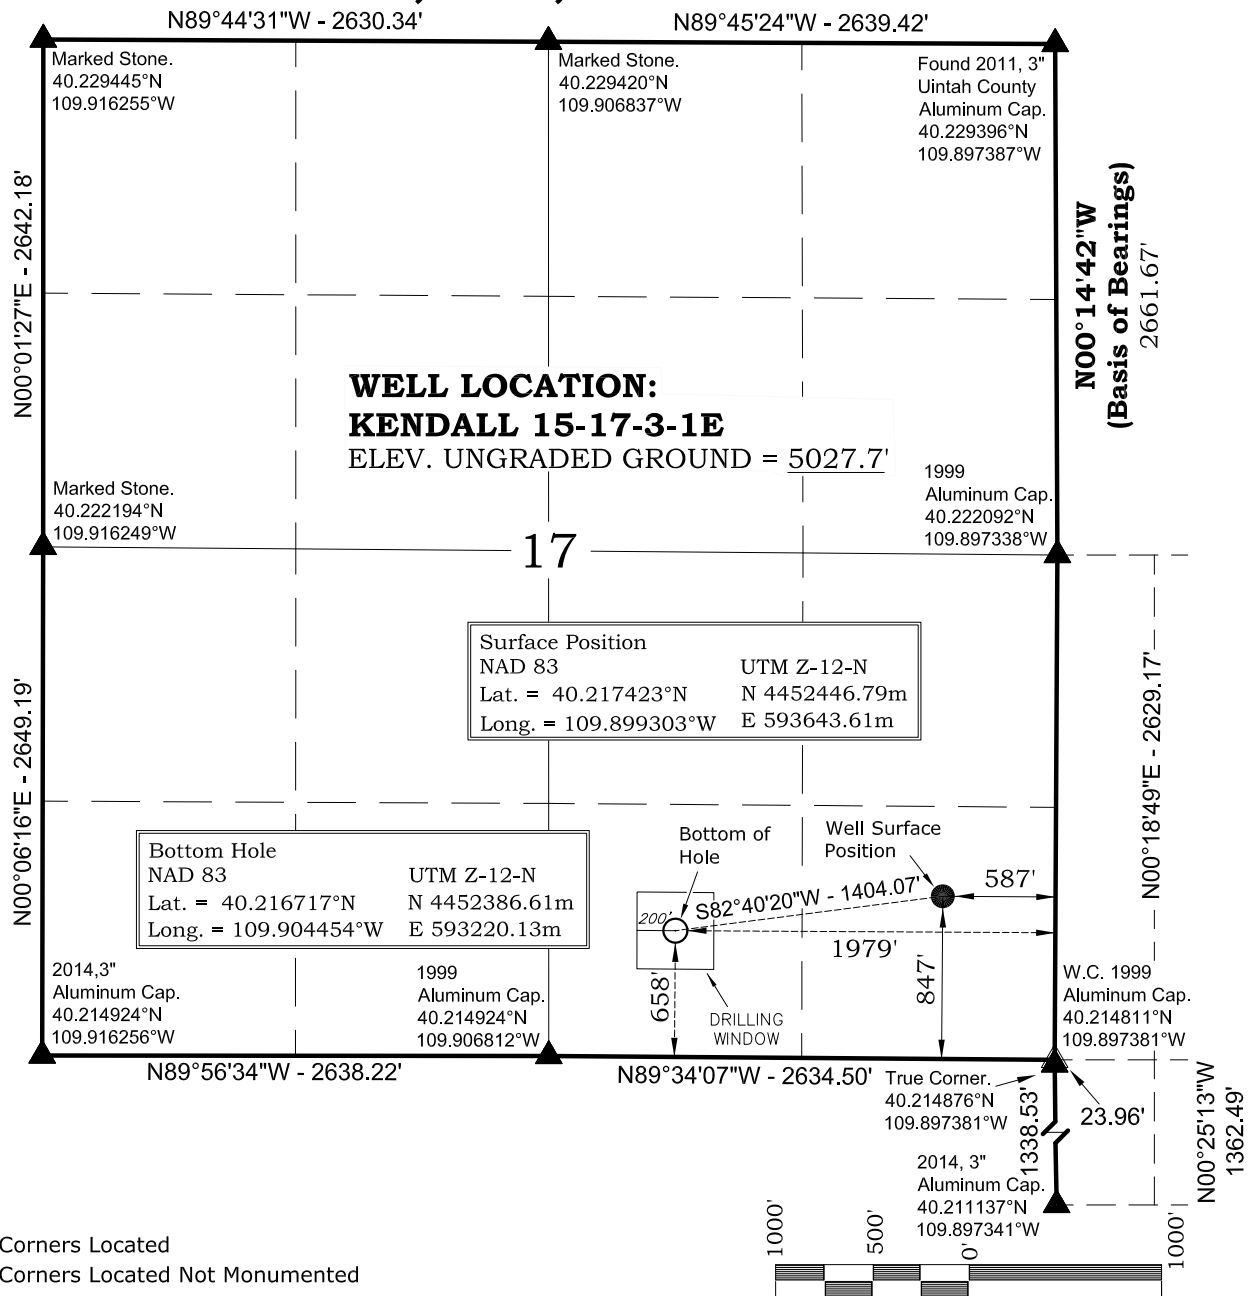 N89°44'31"W - 2630.34'
N89°45'24"W - 2639.42'
Marked Stone.
40.229445°N
109.916255°W
Marked Stone.
40.229420°N
109.906837°W
Found 2011, 3"
Uintah County
Aluminum Cap.
40.229396°N
109.897387°W
N00°01'27"E - 2642.18'
N00°14'42"W
(Basis of Bearings)
2661.67'
WELL LOCATION:
KENDALL 15-17-3-1E
ELEV. UNGRADED GROUND = 5027.7'
Marked Stone.
40.222194°N
109.916249°W
1999
Aluminum Cap.
40.222092°N
109.897338°W
17
Surface Position
NAD 83 UTM Z-12-N
Lat. = 40.217423°N N 4452446.79m
Long. = 109.899303°W E 593643.61m
N00°06'16"E - 2649.19'
N00°18'49"E - 2629.17'
Bottom Hole
NAD 83 UTM Z-12-N
Lat. = 40.216717°N N 4452386.61m
Long. = 109.904454°W E 593220.13m
Bottom of
Hole
Well Surface
Position
587'
S82°40'20"W - 1404.07'
200'
1979'
658'
847'
DRILLING
WINDOW
2014,3"
Aluminum Cap.
40.214924°N
109.916256°W
1999
Aluminum Cap.
40.214924°N
109.906812°W
W.C. 1999
Aluminum Cap.
40.214811°N
109.897381°W
N89°56'34"W - 2638.22'
N89°34'07"W - 2634.50'
True Corner.
40.214876°N
109.897381°W
1338.53'
23.96'
N00°25'13"W
1362.49'
2014, 3"
Aluminum Cap.
40.211137°N
109.897341°W
Corners Located
Corners Located Not Monumented
1000'
500'
0'
1000'